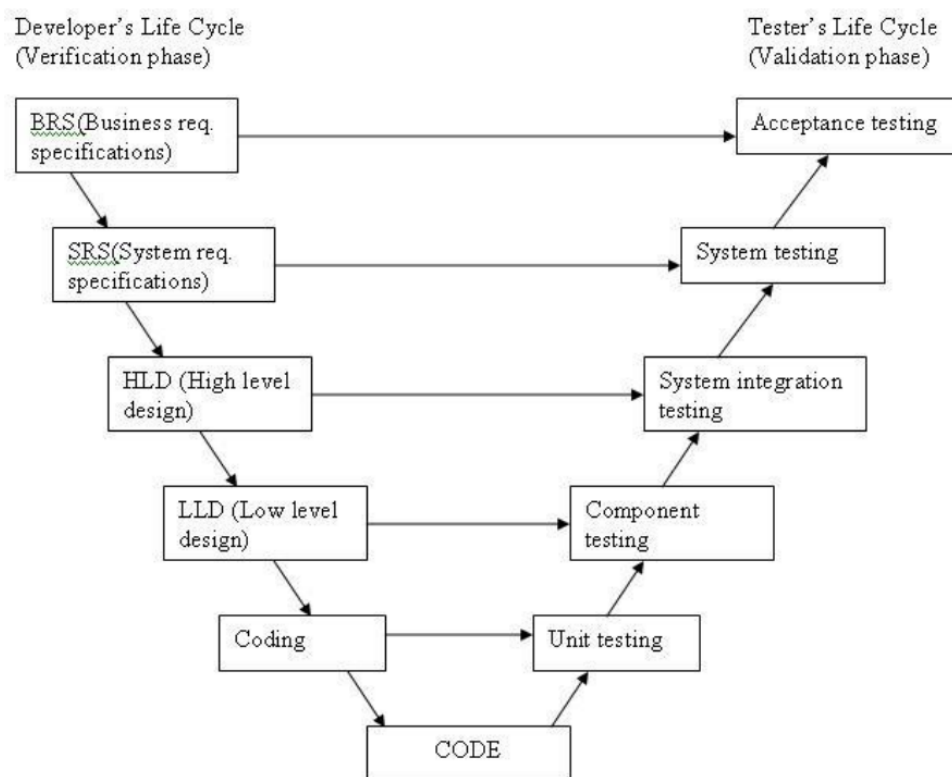 Developer's Life Cycle
(Verification phase)
Tester's Life Cycle
(Validation phase)
BRS(Business req.
specifications)
Acceptance testing
SRS(System req.
specifications)
System testing
HLD (High level
design)
System integration
testing
LLD (Low level
design)
Component
testing
Coding
Unit testing
CODE